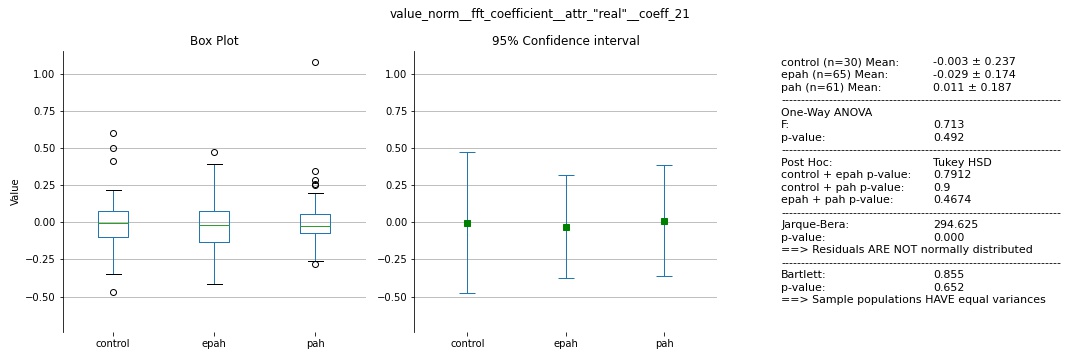 value_norm__fft_coefficient__attr_"real"__coeff_21
Box Plot
1.00
0.75
0.50
0.25
0.00
−0.25
−0.50
Value
control
epah
pah
95% Confidence interval
1.00
0.75
0.50
0.25
0.00
−0.25
−0.50
control
epah
pah
control (n=30) Mean: -0.003 ± 0.237
epah (n=65) Mean: -0.029 ± 0.174
pah (n=61) Mean: 0.011 ± 0.187
One-Way ANOVA
F: 0.713
p-value: 0.492
Post Hoc: Tukey HSD
control + epah p-value: 0.7912
control + pah p-value: 0.9
epah + pah p-value: 0.4674
Jarque-Bera: 294.625
p-value: 0.000
==> Residuals ARE NOT normally distributed
Bartlett: 0.855
p-value: 0.652
==> Sample populations HAVE equal variances